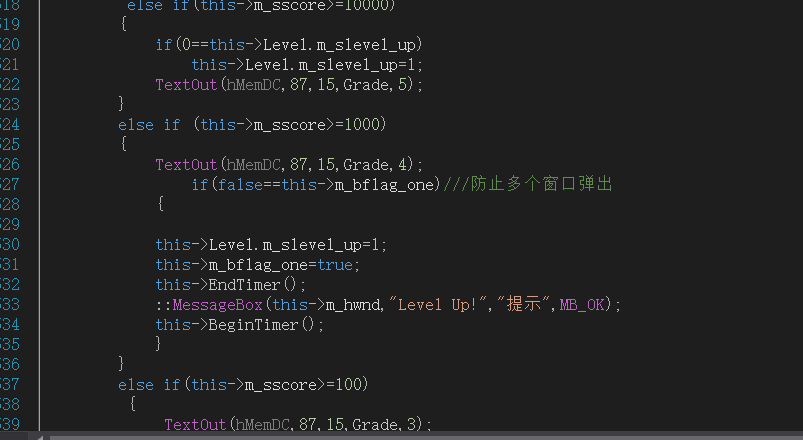 518 else if(this->m_sscore>=10000)
519 {
520 if(0==this->Level.m_slevel_up)
521 this->Level.m_slevel_up=1;
522 TextOut(hMemDC,87,15,Grade,5);
523 }
524 else if (this->m_sscore>=1000)
525 {
526 TextOut(hMemDC,87,15,Grade,4);
527 if(false==this->m_bflag_one)///防止多个窗口弹出
528 {
529
530 this->Level.m_slevel_up=1;
531 this->m_bflag_one=true;
532 this->EndTimer();
533 ::MessageBox(this->m_hwnd,"Level Up!","提示",MB_OK);
534 this->BeginTimer();
535 }
536 }
537 else if(this->m_sscore>=100)
538 {
539 TextOut(hMemDC,87,15,Grade,3);